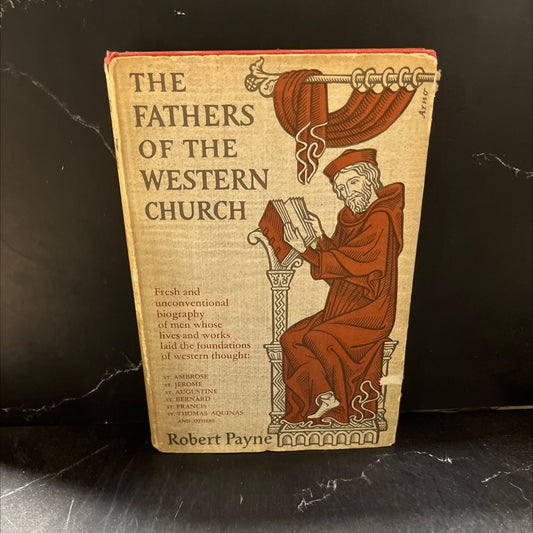 THE
FATHERS
OF THE
WESTERN
CHURCH
Arno
Fresh and
unconventional
biography
of men whose
lives and works
laid the foundations
of western thought:
ST. AMBROSE
ST. JEROME
ST. AUGUSTINE
ST. BERNARD
ST. FRANCIS
ST. THOMAS AQUINAS
AND OTHERS
Robert Payne